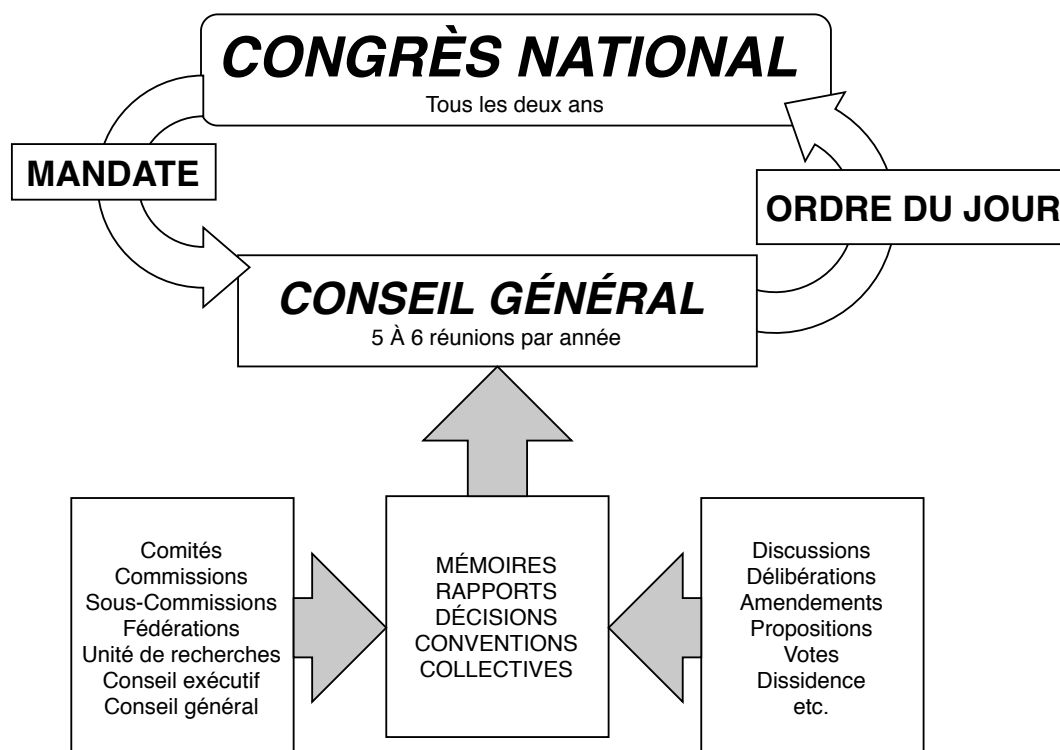 CONGRÈS NATIONAL
Tous les deux ans
MANDATE
ORDRE DU JOUR
CONSEIL GÉNÉRAL
5 À 6 réunions par année
Comités
Commissions
Sous-Commissions
Fédérations
Unité de recherches
Conseil exécutif
Conseil général
MÉMOIRES
RAPPORTS
DÉCISIONS
CONVENTIONS
COLLECTIVES
Discussions
Délibérations
Amendements
Propositions
Votes
Dissidence
etc.